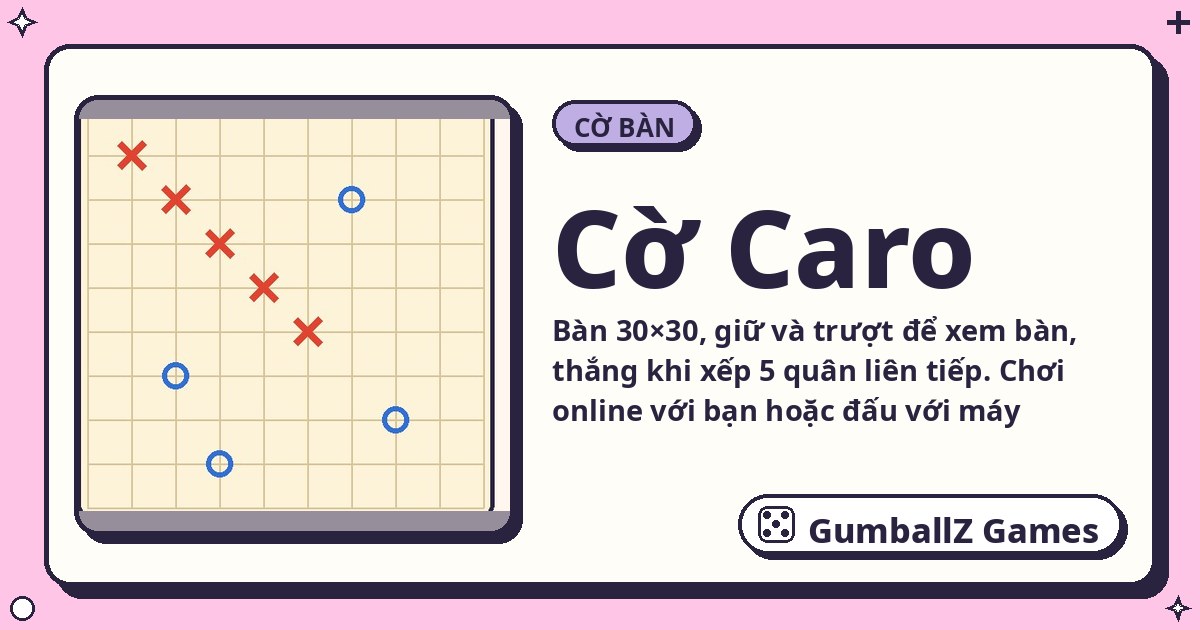 CỜ BÀN
Cờ Caro
Bàn 30×30, giữ và trượt để xem bàn,
thắng khi xếp 5 quân liên tiếp. Chơi
online với bạn hoặc đấu với máy
GumballZ Games